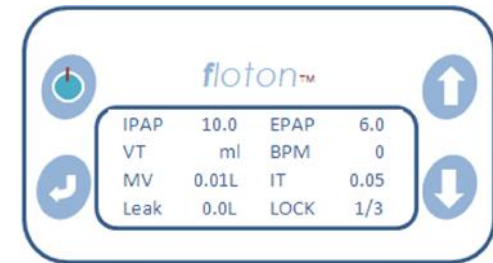 floton™
IPAP 10.0 EPAP 6.0
VT ml BPM 0
MV 0.01L IT 0.05
Leak 0.0L LOCK 1/3